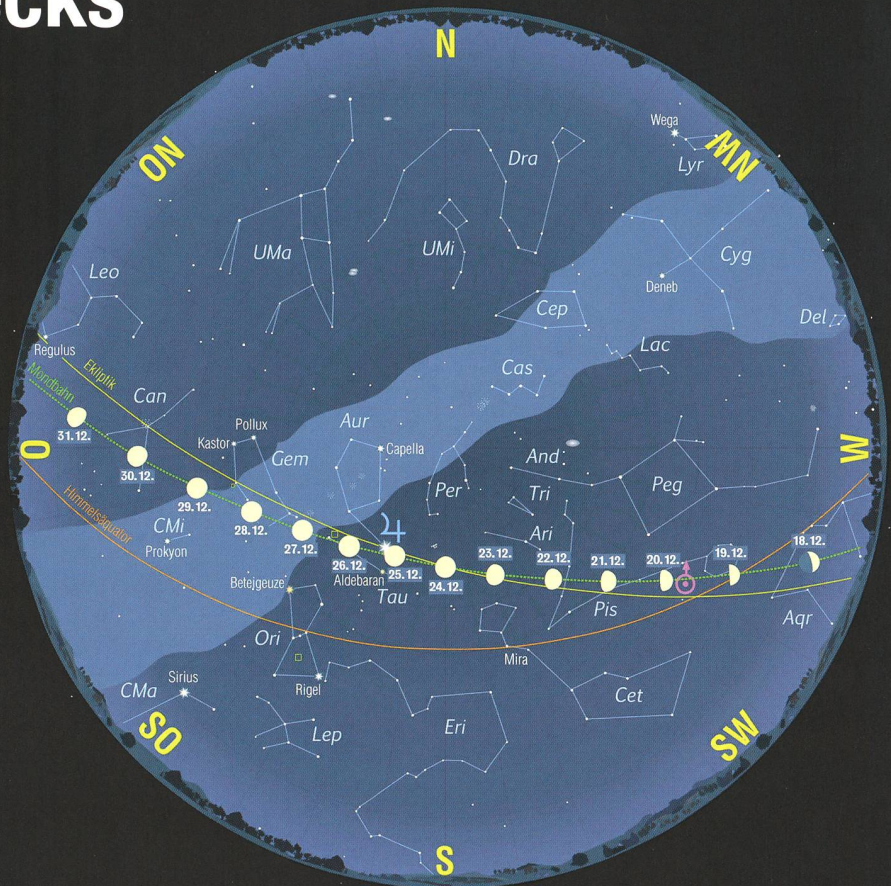 N
NO
NW
Wega
Lyr
Dra
UMa
UMi
Cyg
Leo
Deneb
Cep
Del
Regulus
Ekliptik
Lac
Mondbahn
Can
Cas
31.12.
Pollux
Kastor
Aur
Capella
O
30.12.
Gem
And
W
29.12.
Per
Tri
Peg
Himmelsäquator
28.12.
CMi
Prokyon
27.12.
Ari
18.12.
26.12.
23.12.
22.12.
21.12.
20.12.
19.12.
Betejgeuze
Aldebaran
25.12.
24.12.
Tau
Pis
Aqr
Ori
Mira
CMa
Sirius
Rigel
Cet
SO
Lep
Eri
SW
S